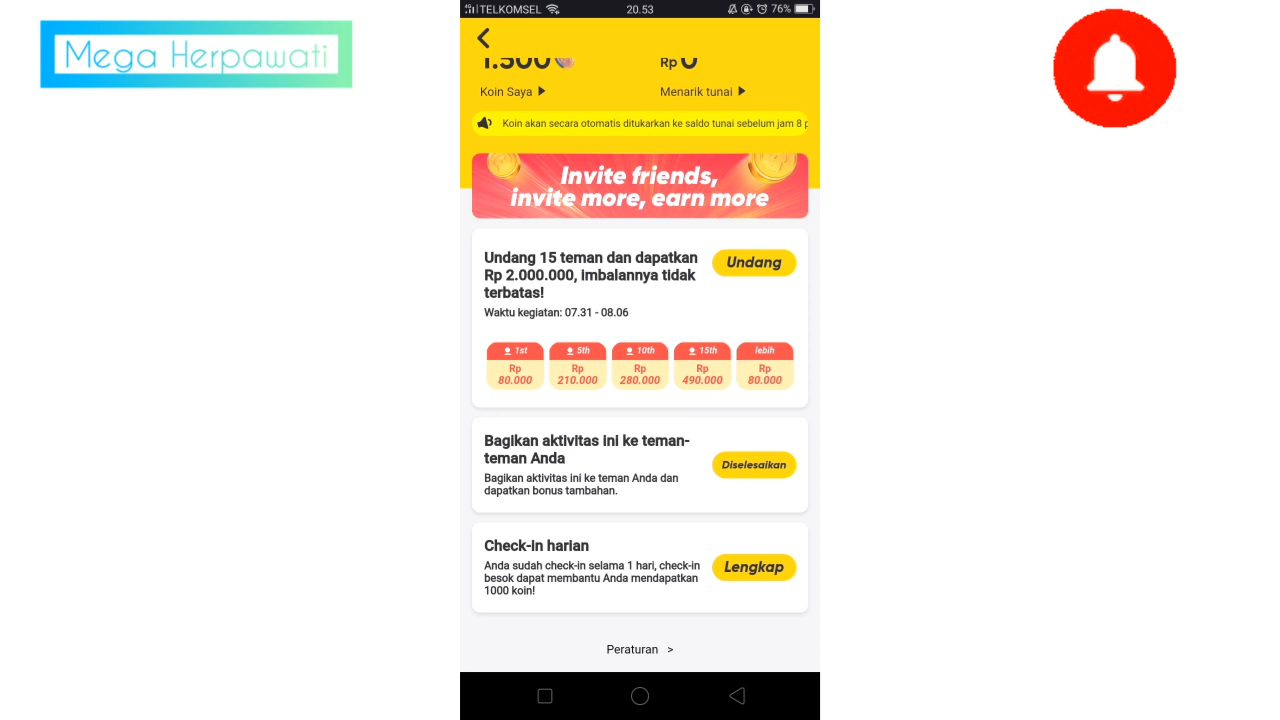 Mega Herpawati
TELKOMSEL
20.53
76%
1.500
Rp 0
Koin Saya
Menarik tunai
Koin akan secara otomatis ditukarkan ke saldo tunai sebelum jam 8
Invite friends,
invite more, earn more
Undang 15 teman dan dapatkan
Rp 2.000.000, imbalannya tidak
terbatas!
Undang
Waktu kegiatan: 07.31 - 08.06
1st 5th 10th 15th lebih
Rp Rp Rp Rp Rp
80.000 210.000 280.000 490.000 80.000
Bagikan aktivitas ini ke teman-
teman Anda
Diselesaikan
Bagikan aktivitas ini ke teman Anda dan
dapatkan bonus tambahan.
Check-in harian
Lengkap
Anda sudah check-in selama 1 hari, check-in
besok dapat membantu Anda mendapatkan
1000 koin!
Peraturan >